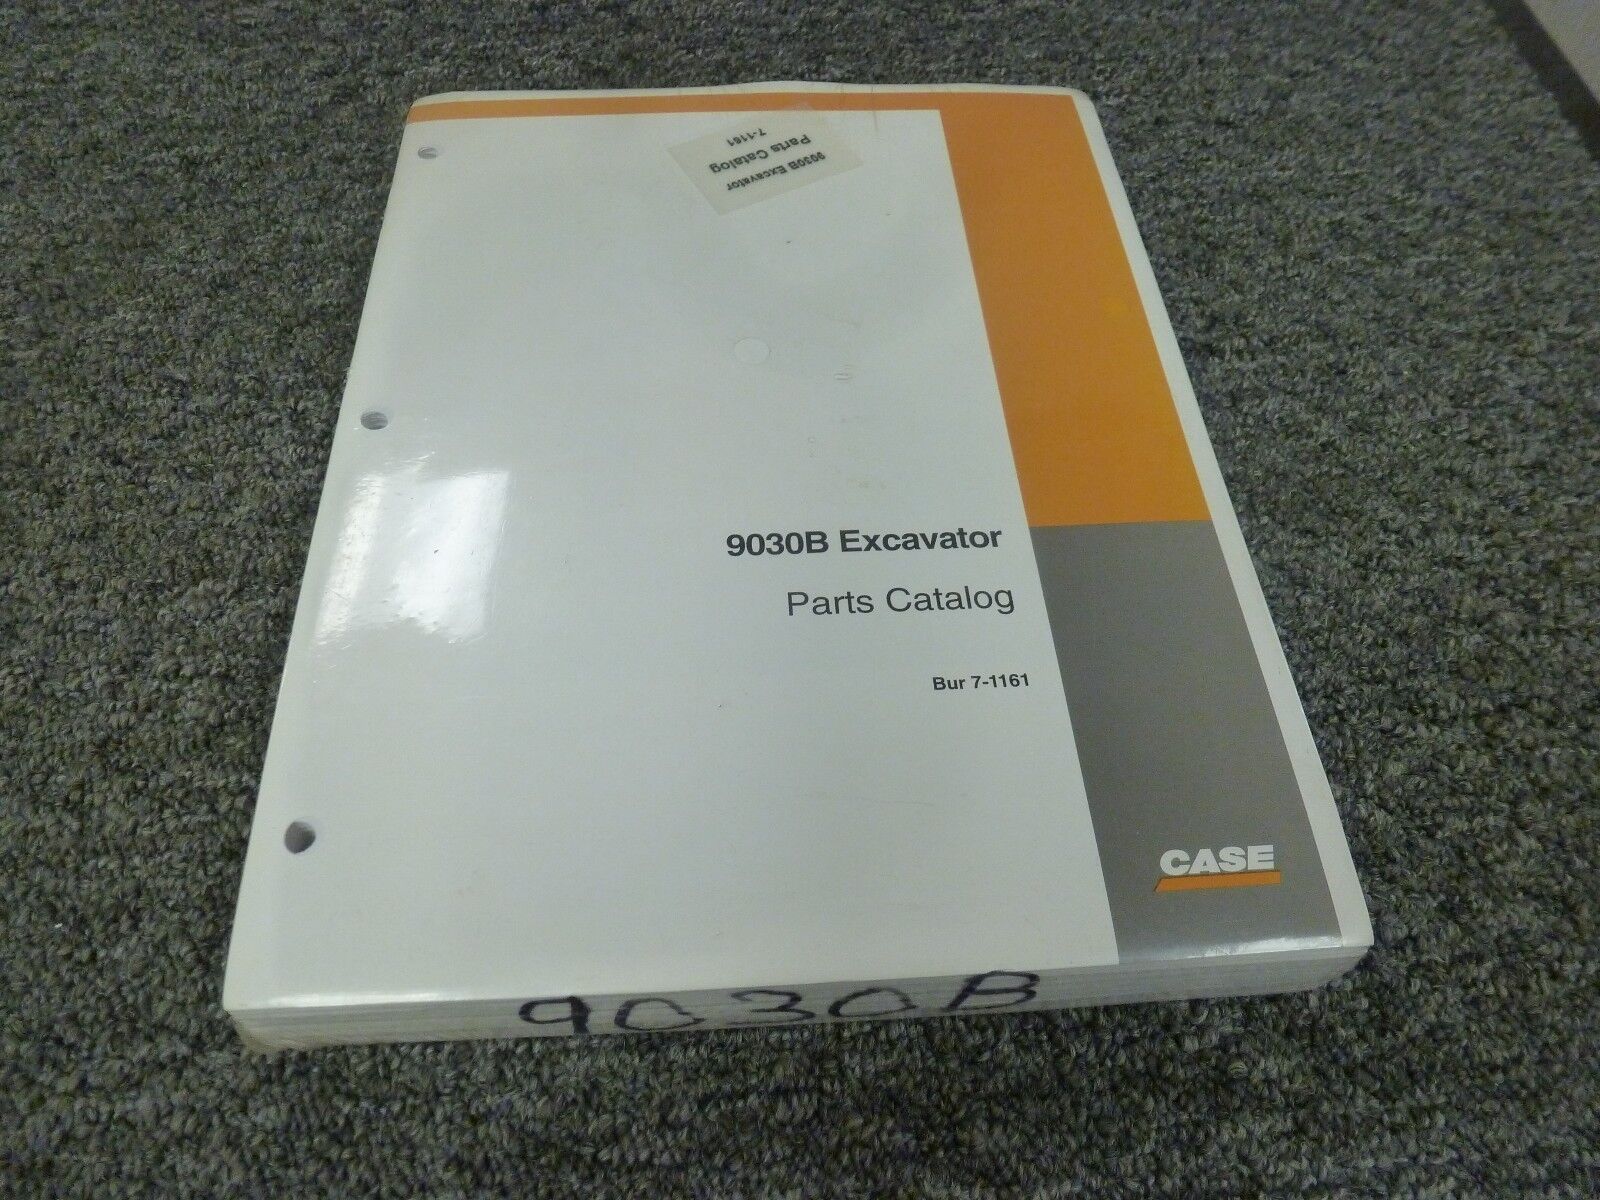 9030B Excavator
Parts Catalog
7-1161
9030B Excavator
Parts Catalog
Bur 7-1161
CASE
9030B